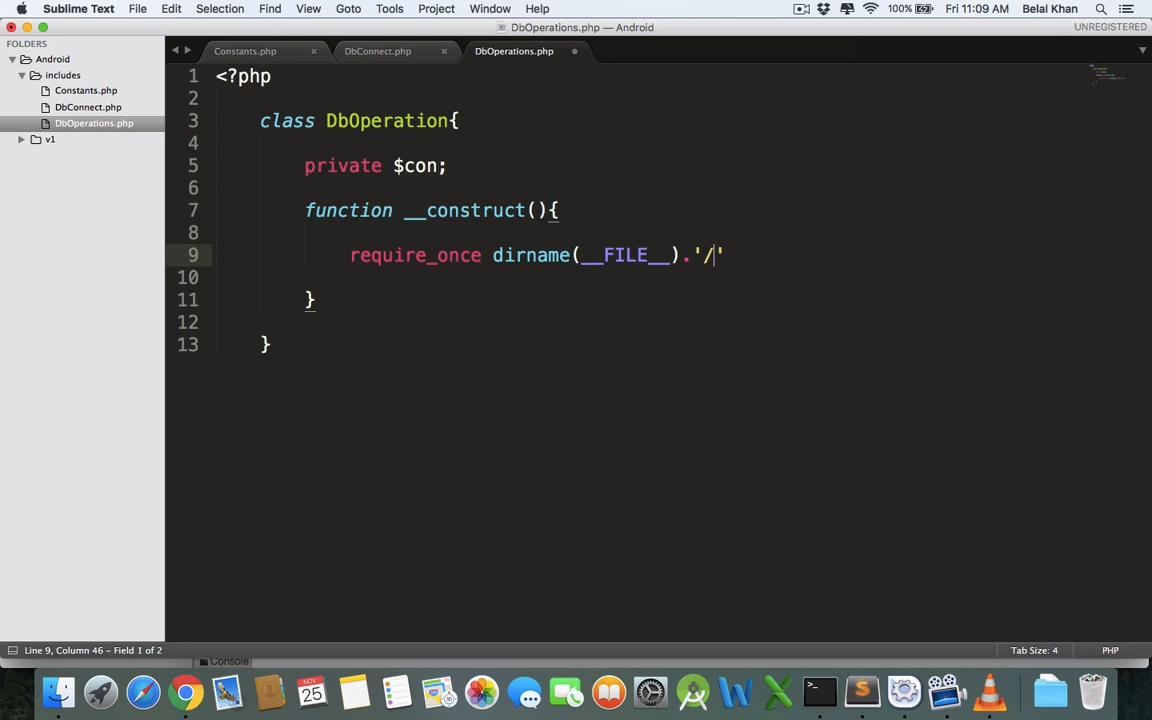 Sublime Text File Edit Selection Find View Goto Tools Project Window Help 100% Fri 11:09 AM Belal Khan
DbOperations.php — Android UNREGISTERED
FOLDERS
Android
includes
Constants.php
DbConnect.php
DbOperations.php
v1
Constants.php × DbConnect.php × DbOperations.php
1 <?php
2
3 class DbOperation{
4
5 private $con;
6
7 function __construct(){
8
9 require_once dirname(__FILE__).'/'
10
11 }
12
13 }
Line 9, Column 46 – Field 1 of 2 Tab Size: 4 PHP
Console
NOV
25